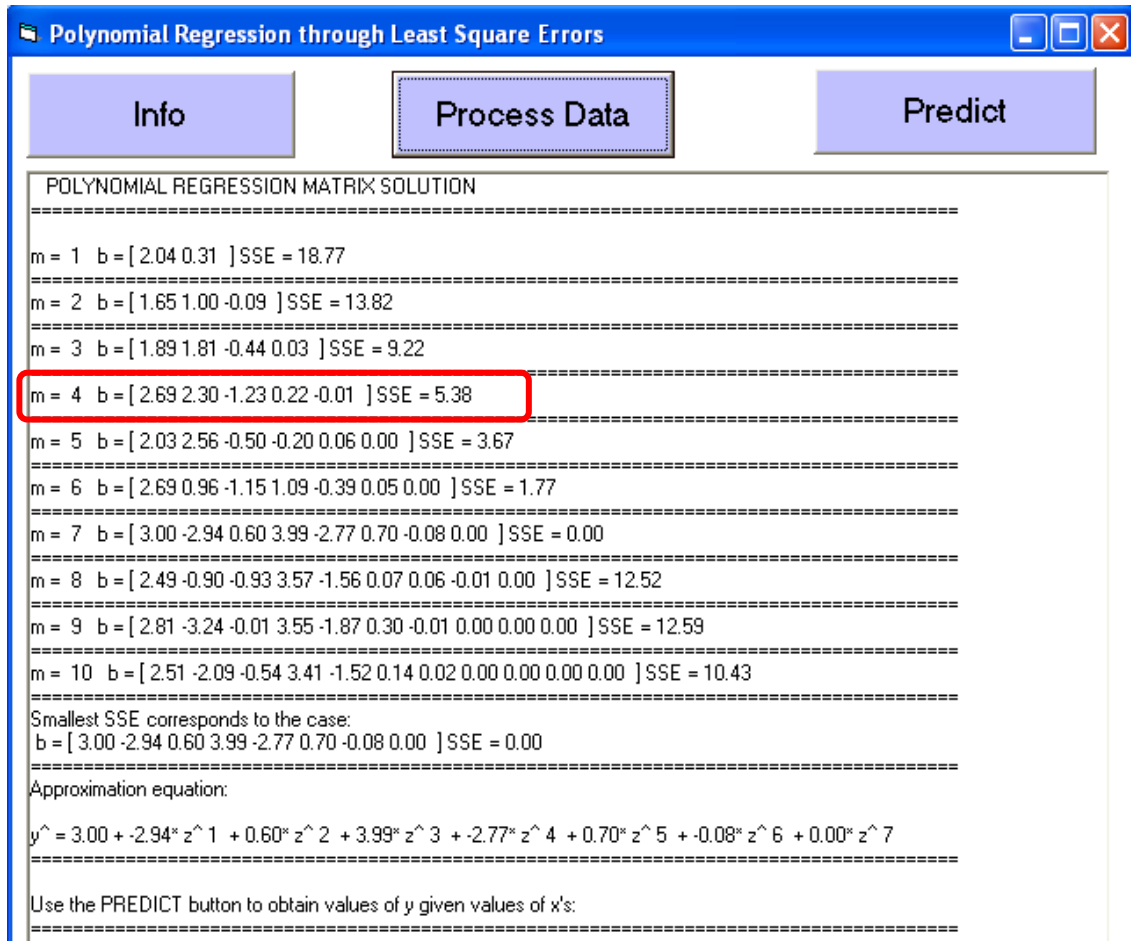 Polynomial Regression through Least Square Errors
Info
Process Data
Predict
POLYNOMIAL REGRESSION MATRIX SOLUTION
========================================================================================
m = 1 b = [ 2.04 0.31 ] SSE = 18.77
========================================================================================
m = 2 b = [ 1.65 1.00 -0.09 ] SSE = 13.82
========================================================================================
m = 3 b = [ 1.89 1.81 -0.44 0.03 ] SSE = 9.22
========================================================================================
m = 4 b = [ 2.69 2.30 -1.23 0.22 -0.01 ] SSE = 5.38
========================================================================================
m = 5 b = [ 2.03 2.56 -0.50 -0.20 0.06 0.00 ] SSE = 3.67
========================================================================================
m = 6 b = [ 2.69 0.96 -1.15 1.09 -0.39 0.05 0.00 ] SSE = 1.77
========================================================================================
m = 7 b = [ 3.00 -2.94 0.60 3.99 -2.77 0.70 -0.08 0.00 ] SSE = 0.00
========================================================================================
m = 8 b = [ 2.49 -0.90 -0.93 3.57 -1.56 0.07 0.06 -0.01 0.00 ] SSE = 12.52
========================================================================================
m = 9 b = [ 2.81 -3.24 -0.01 3.55 -1.87 0.30 -0.01 0.00 0.00 0.00 ] SSE = 12.59
========================================================================================
m = 10 b = [ 2.51 -2.09 -0.54 3.41 -1.52 0.14 0.02 0.00 0.00 0.00 0.00 ] SSE = 10.43
========================================================================================
Smallest SSE corresponds to the case:
b = [ 3.00 -2.94 0.60 3.99 -2.77 0.70 -0.08 0.00 ] SSE = 0.00
========================================================================================
Approximation equation:
y^ = 3.00 + -2.94* z^ 1 + 0.60* z^ 2 + 3.99* z^ 3 + -2.77* z^ 4 + 0.70* z^ 5 + -0.08* z^ 6 + 0.00* z^ 7
========================================================================================
Use the PREDICT button to obtain values of y given values of x's:
========================================================================================